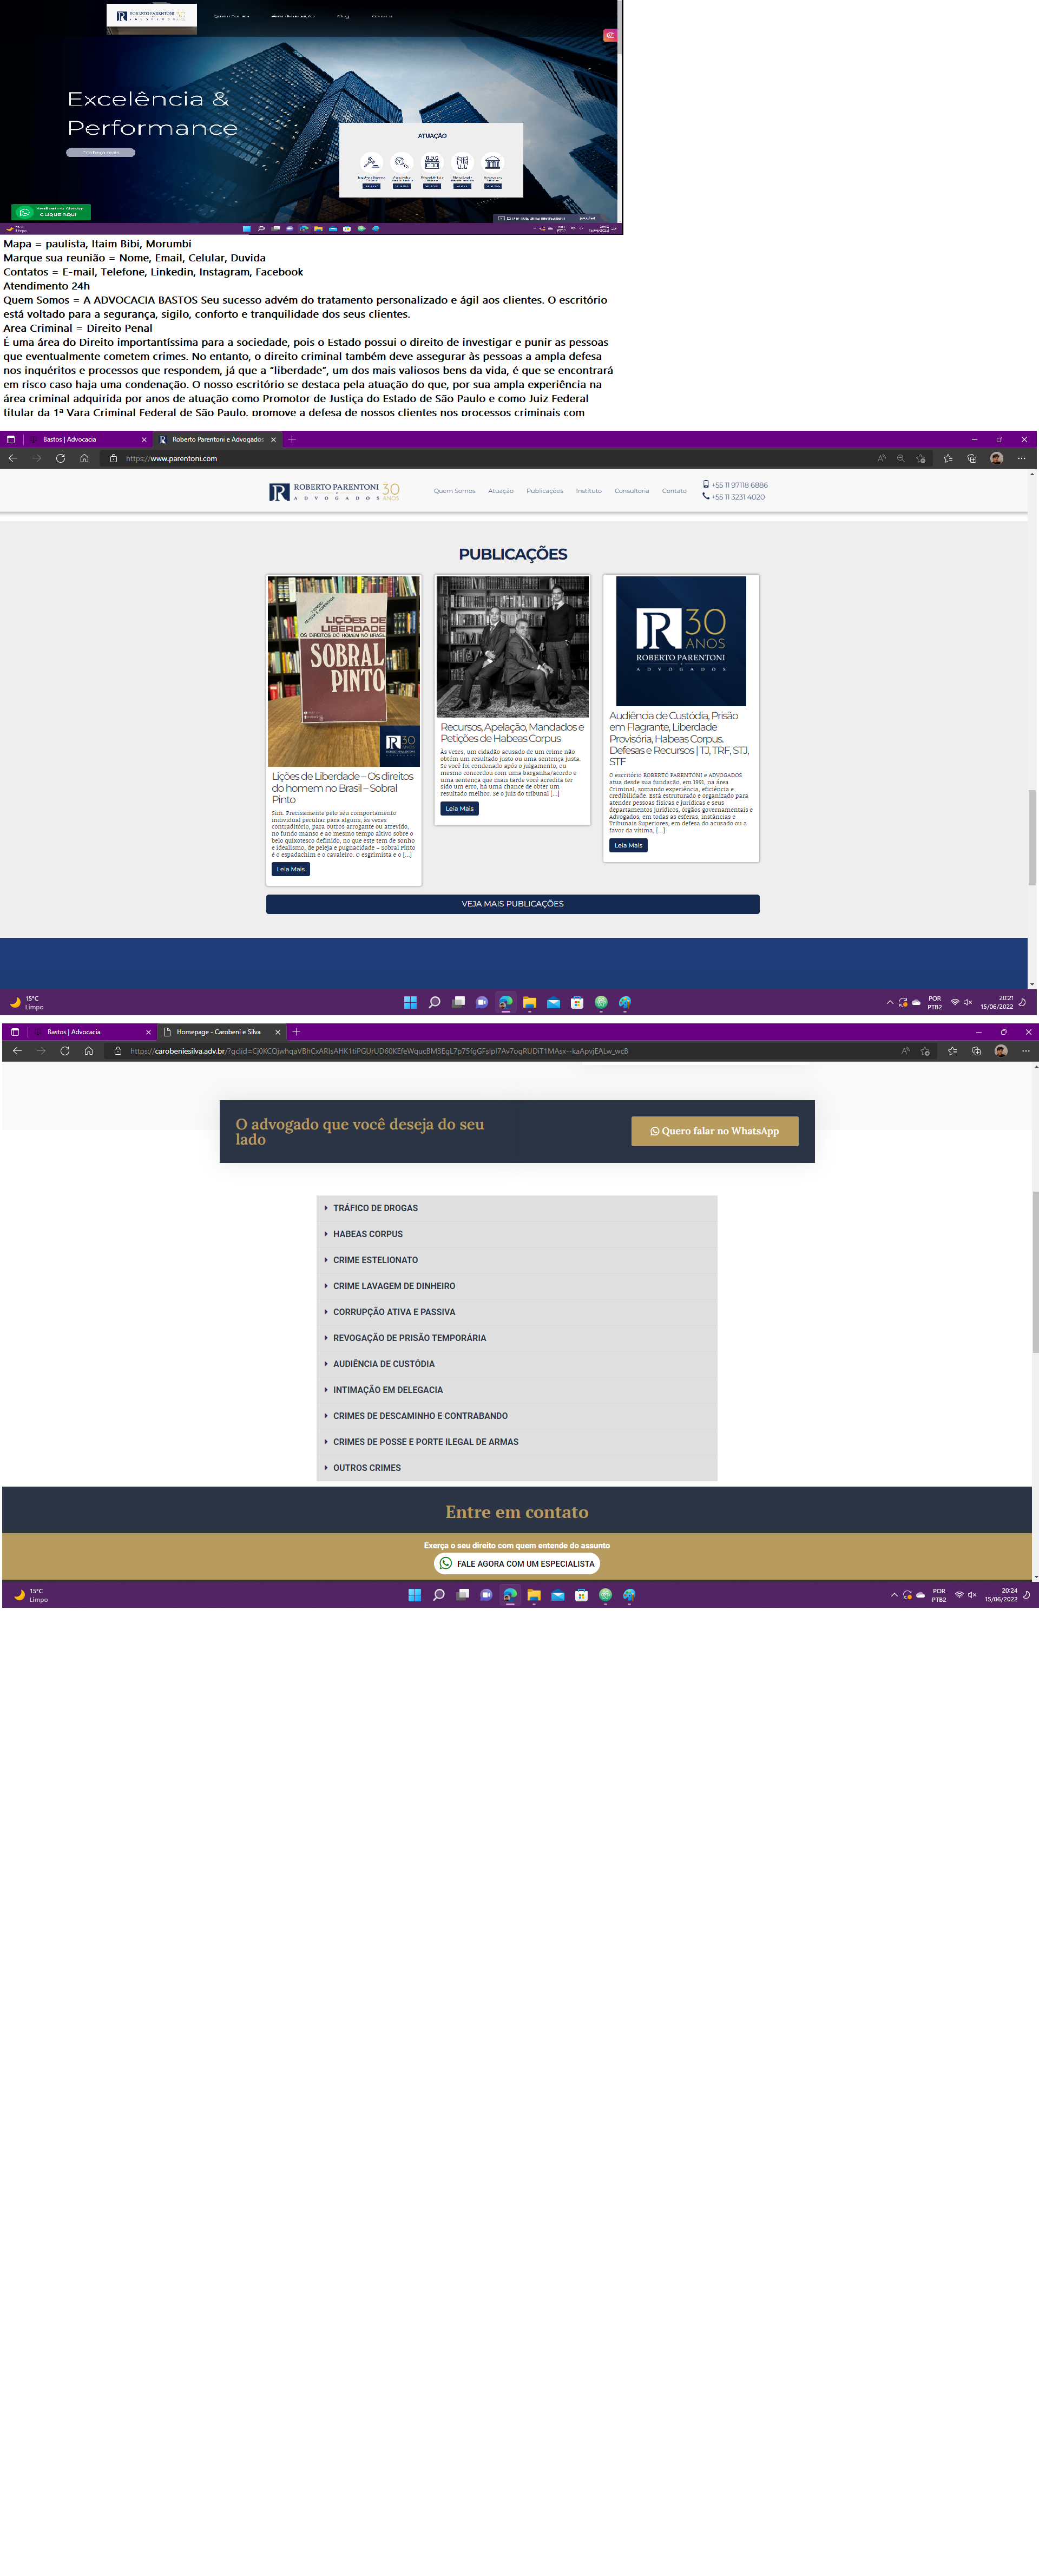 ROBERTO PARENTONI 30
ADVOGADOS
Quem Somos
Blog
Excelência &
Performance
ATUAÇÃO
CLIQUE AQUI
Mapa = paulista, Itaim Bibi, Morumbi
Marque sua reunião = Nome, Email, Celular, Duvida
Contatos = E-mail, Telefone, Linkedin, Instagram, Facebook
Atendimento 24h
Quem Somos = A ADVOCACIA BASTOS Seu sucesso advém do tratamento personalizado e ágil aos clientes. O escritório
está voltado para a segurança, sigilo, conforto e tranquilidade dos seus clientes.
Area Criminal = Direito Penal
É uma área do Direito importantíssima para a sociedade, pois o Estado possui o direito de investigar e punir as pessoas
que eventualmente cometem crimes. No entanto, o direito criminal também deve assegurar às pessoas a ampla defesa
nos inquéritos e processos que respondem, já que a “liberdade”, um dos mais valiosos bens da vida, é que se encontrará
em risco caso haja uma condenação. O nosso escritório se destaca pela atuação do que, por sua ampla experiência na
área criminal adquirida por anos de atuação como Promotor de Justiça do Estado de São Paulo e como Juiz Federal
titular da 1ª Vara Criminal Federal de São Paulo, promove a defesa de nossos clientes nos processos criminais com
Bastos | Advocacia
Roberto Parentoni e Advogados
https://www.parentoni.com
ROBERTO PARENTONI 30
ADVOGADOS ANOS
Quem Somos Atuação Publicações Instituto Consultoria Contato
+55 11 97118 6886
+55 11 3231 4020
PUBLICAÇÕES
LIÇÕES DE
LIBERDADE
OS DIREITOS DO HOMEM NO BRASIL
SOBRAL
PINTO
Lições de Liberdade – Os direitos
do homem no Brasil – Sobral
Pinto
Sim. Precisamente pelo seu comportamento
individual peculiar para alguns, às vezes
contraditório, para outros arrogante ou atrevido,
no fundo manso e ao mesmo tempo altivo sobre o
belo quixotesco definido, no que este tem de sonho
e idealismo, de peleja e pugnacidade – Sobral Pinto
é o espadachim e o cavaleiro. O esgrimista e o [...]
Leia Mais
Recursos, Apelação, Mandados e
Petições de Habeas Corpus
Às vezes, um cidadão acusado de um crime não
obtém um resultado justo ou uma sentença justa.
Se você foi condenado após o julgamento, ou
mesmo concordou com uma barganha/acordo e
uma sentença que mais tarde você acredita ter
sido um erro, há uma chance de obter um
resultado melhor. Se o juiz do tribunal [...]
Leia Mais
R 30
ANOS
ROBERTO PARENTONI
ADVOGADOS
Audiência de Custódia, Prisão
em Flagrante, Liberdade
Provisória, Habeas Corpus.
Defesas e Recursos | TJ, TRF, STJ,
STF
O escritório ROBERTO PARENTONI e ADVOGADOS
atua desde sua fundação, em 1991, na área
Criminal, somando experiência, eficiência e
credibilidade. Está estruturado e organizado para
atender pessoas físicas e jurídicas e seus
departamentos jurídicos, órgãos governamentais e
Advogados, em todas as esferas, instâncias e
Tribunais Superiores, em defesa do acusado ou a
favor da vítima, [...]
Leia Mais
VEJA MAIS PUBLICAÇÕES
15°C
Limpo
POR
PTB2
20:21
15/06/2022
Bastos | Advocacia
Homepage - Carobeni e Silva
O advogado que você deseja do seu
lado
Quero falar no WhatsApp
TRÁFICO DE DROGAS
HABEAS CORPUS
CRIME ESTELIONATO
CRIME LAVAGEM DE DINHEIRO
CORRUPÇÃO ATIVA E PASSIVA
REVOGAÇÃO DE PRISÃO TEMPORÁRIA
AUDIÊNCIA DE CUSTÓDIA
INTIMAÇÃO EM DELEGACIA
CRIMES DE DESCAMINHO E CONTRABANDO
CRIMES DE POSSE E PORTE ILEGAL DE ARMAS
OUTROS CRIMES
Entre em contato
Exerça o seu direito com quem entende do assunto
FALE AGORA COM UM ESPECIALISTA
15°C
Limpo
POR
PTB2
20:24
15/06/2022